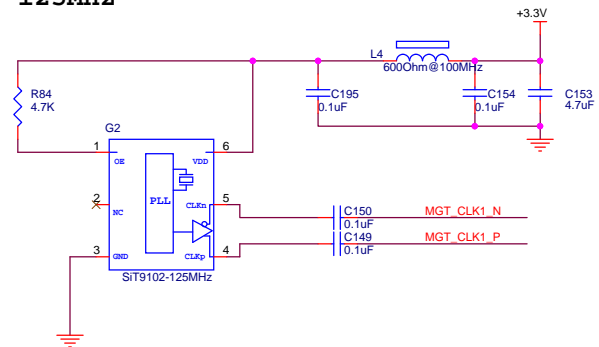 125MHz
+3.3V
L4
600Ohm@100MHz
R84
4.7K
C195
0.1uF
C154
0.1uF
C153
4.7uF
G2
1
OE
VDD
6
2
NC
PLL
CLKn
5
3
GND
CLKp
4
SiT9102-125MHz
C150
0.1uF
MGT_CLK1_N
C149
0.1uF
MGT_CLK1_P